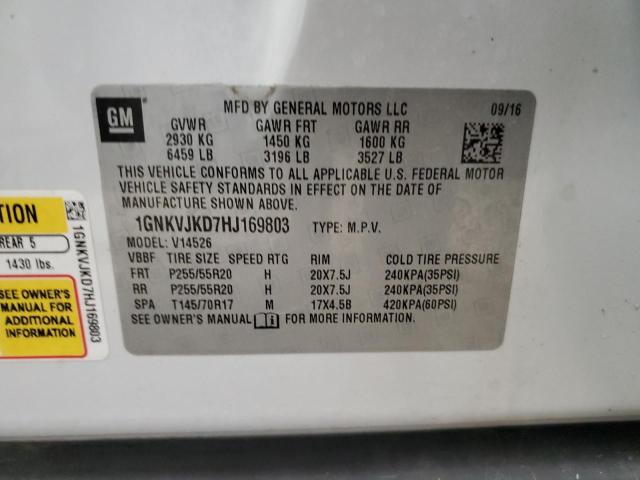 GM
MFD BY GENERAL MOTORS LLC 09/16
GVWR GAWR FRT GAWR RR
2930 KG 1450 KG 1600 KG
6459 LB 3196 LB 3527 LB
THIS VEHICLE CONFORMS TO ALL APPLICABLE U.S. FEDERAL MOTOR
VEHICLE SAFETY STANDARDS IN EFFECT ON THE DATE OF
MANUFACTURE SHOWN ABOVE.
1GNKVJKD7HJ169803 TYPE: M.P.V.
MODEL: V14526
VBBF TIRE SIZE SPEED RTG RIM COLD TIRE PRESSURE
FRT P255/55R20 H 20X7.5J 240KPA(35PSI)
RR P255/55R20 H 20X7.5J 240KPA(35PSI)
SPA T145/70R17 M 17X4.5B 420KPA(60PSI)
SEE OWNER'S MANUAL FOR MORE INFORMATION.
TION
REAR 5
1430 lbs.
SEE OWNER'S
MANUAL FOR
ADDITIONAL
INFORMATION
1GNKVJKD7HJ169803